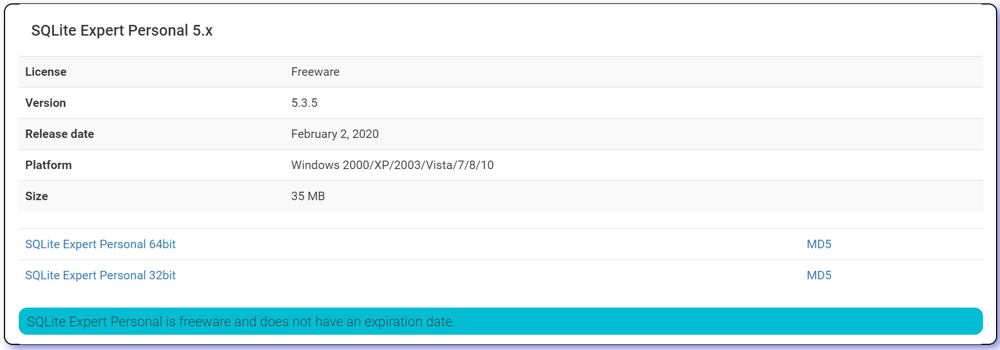 SQLite Expert Personal 5.x
License Freeware
Version 5.3.5
Release date February 2, 2020
Platform Windows 2000/XP/2003/Vista/7/8/10
Size 35 MB
SQLite Expert Personal 64bit MD5
SQLite Expert Personal 32bit MD5
SQLite Expert Personal is freeware and does not have an expiration date.